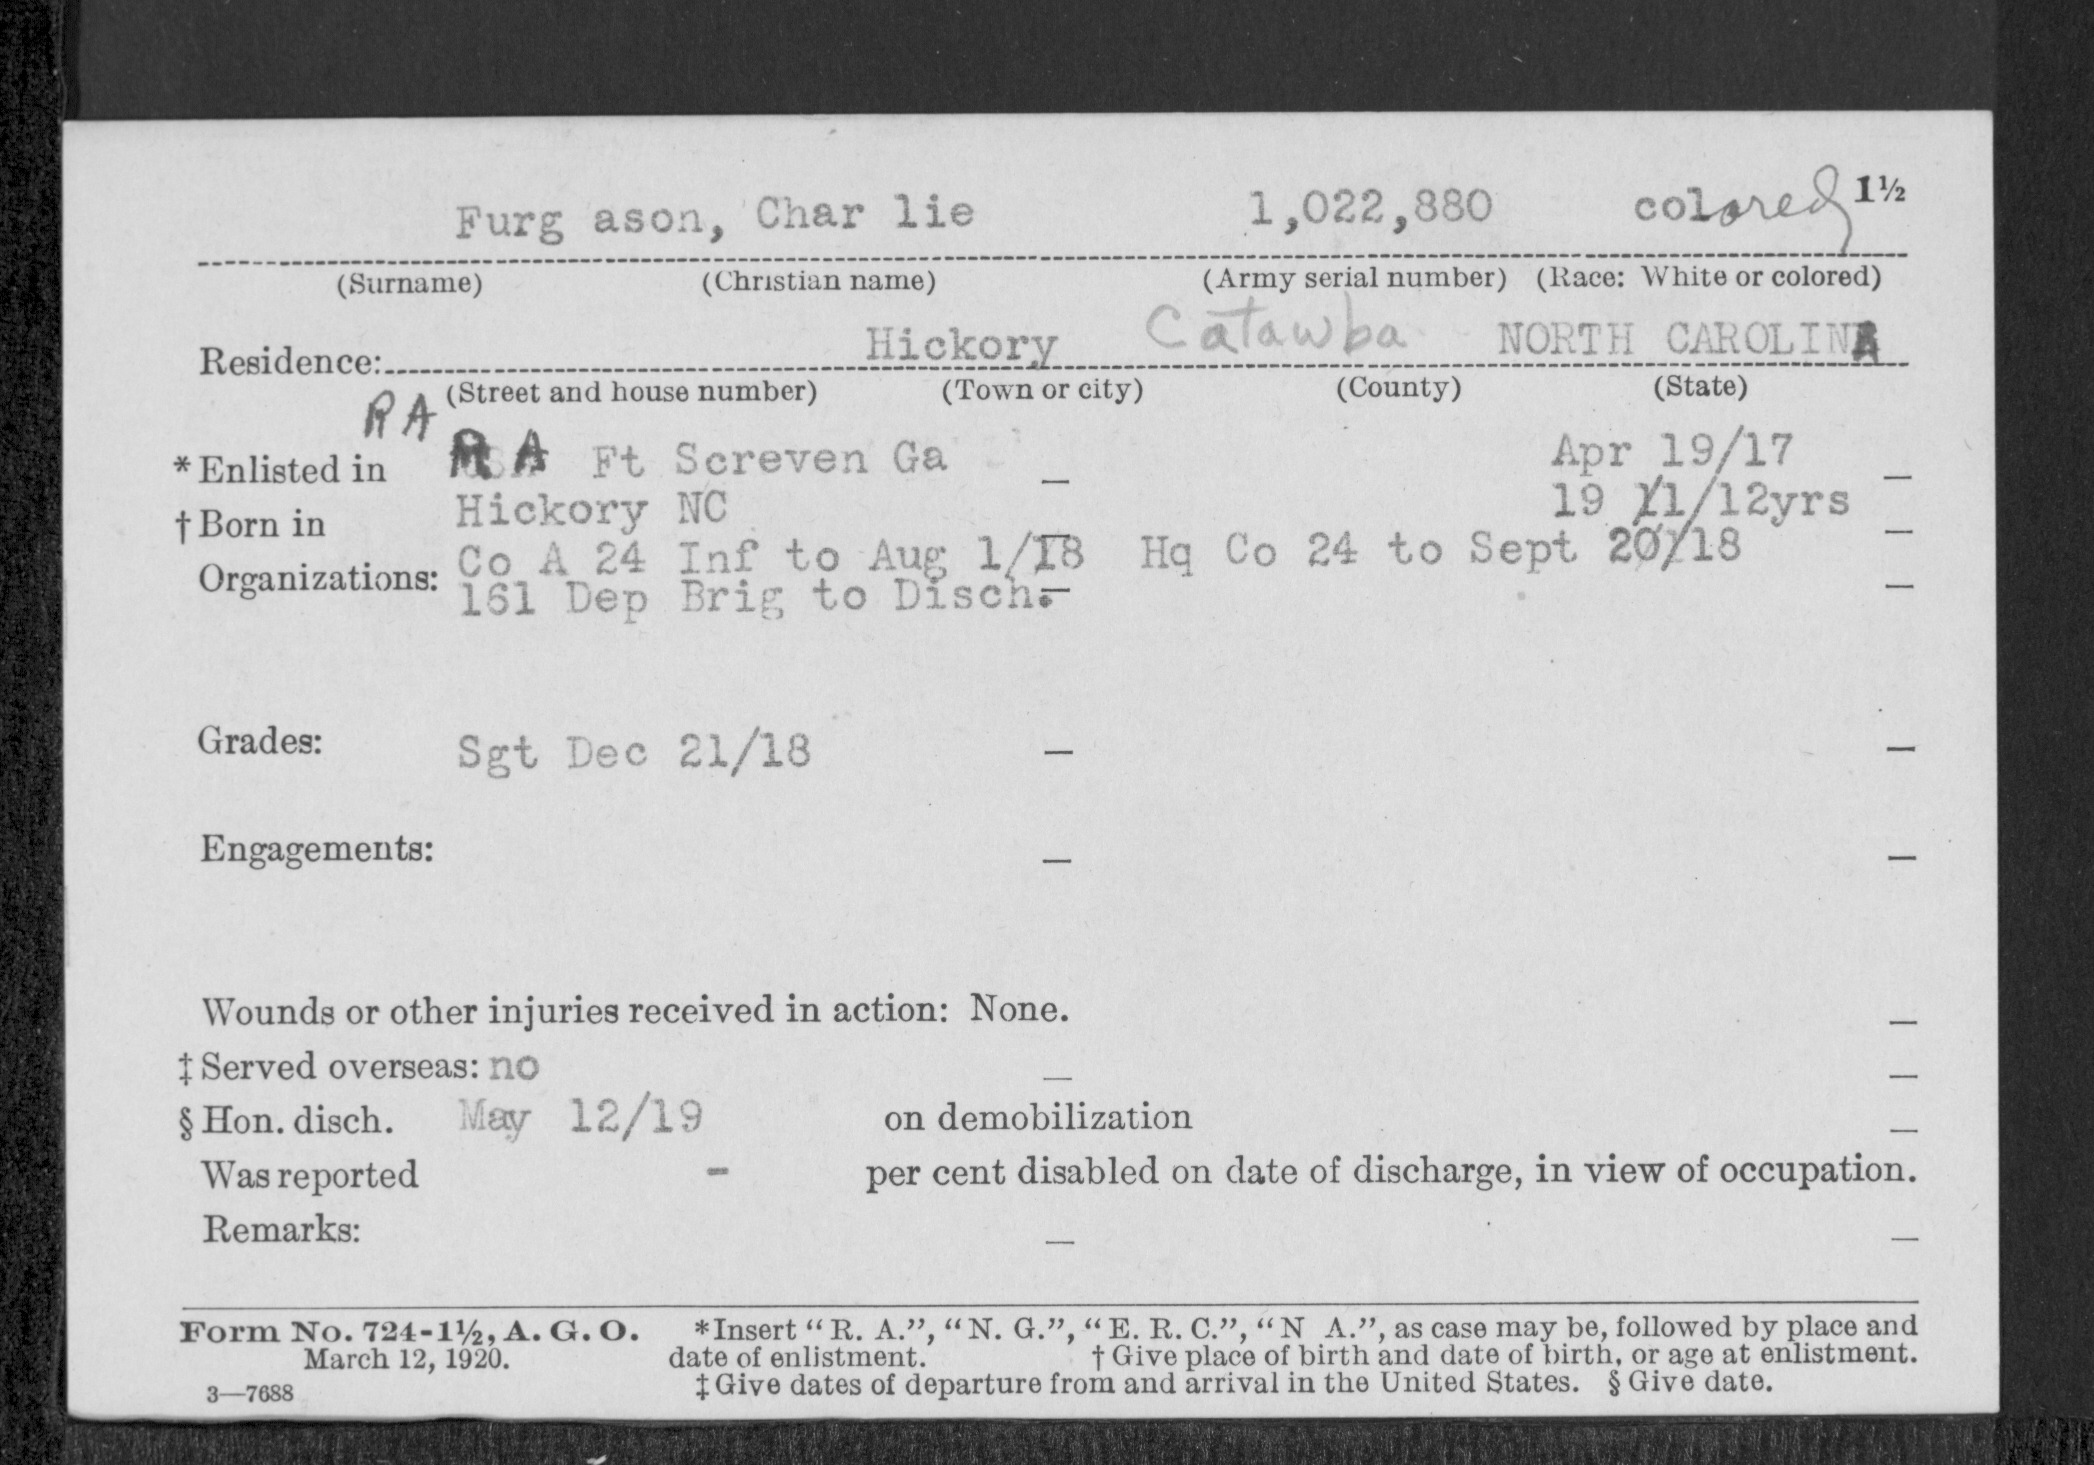 Furg ason, Char lie 1,022,880 colored 1½
(Surname) (Christian name) (Army serial number) (Race: White or colored)
Residence: Hickory Catawba NORTH CAROLINA
(Street and house number) (Town or city) (County) (State)
RA
*Enlisted in RA Ft Screven Ga — Apr 19/17 —
†Born in Hickory NC — 19 11/12yrs —
Organizations: Co A 24 Inf to Aug 1/18 Hq Co 24 to Sept 20/18
161 Dep Brig to Disch. — —
Grades: Sgt Dec 21/18 — —
Engagements: — —
Wounds or other injuries received in action: None. —
‡Served overseas: no — —
§Hon. disch. May 12/19 on demobilization —
Was reported - per cent disabled on date of discharge, in view of occupation.
Remarks: — —
Form No. 724-1½, A. G. O. *Insert “R. A.”, “N. G.”, “E. R. C.”, “N A.”, as case may be, followed by place and
March 12, 1920. date of enlistment. †Give place of birth and date of birth, or age at enlistment.
3—7688 ‡Give dates of departure from and arrival in the United States. §Give date.